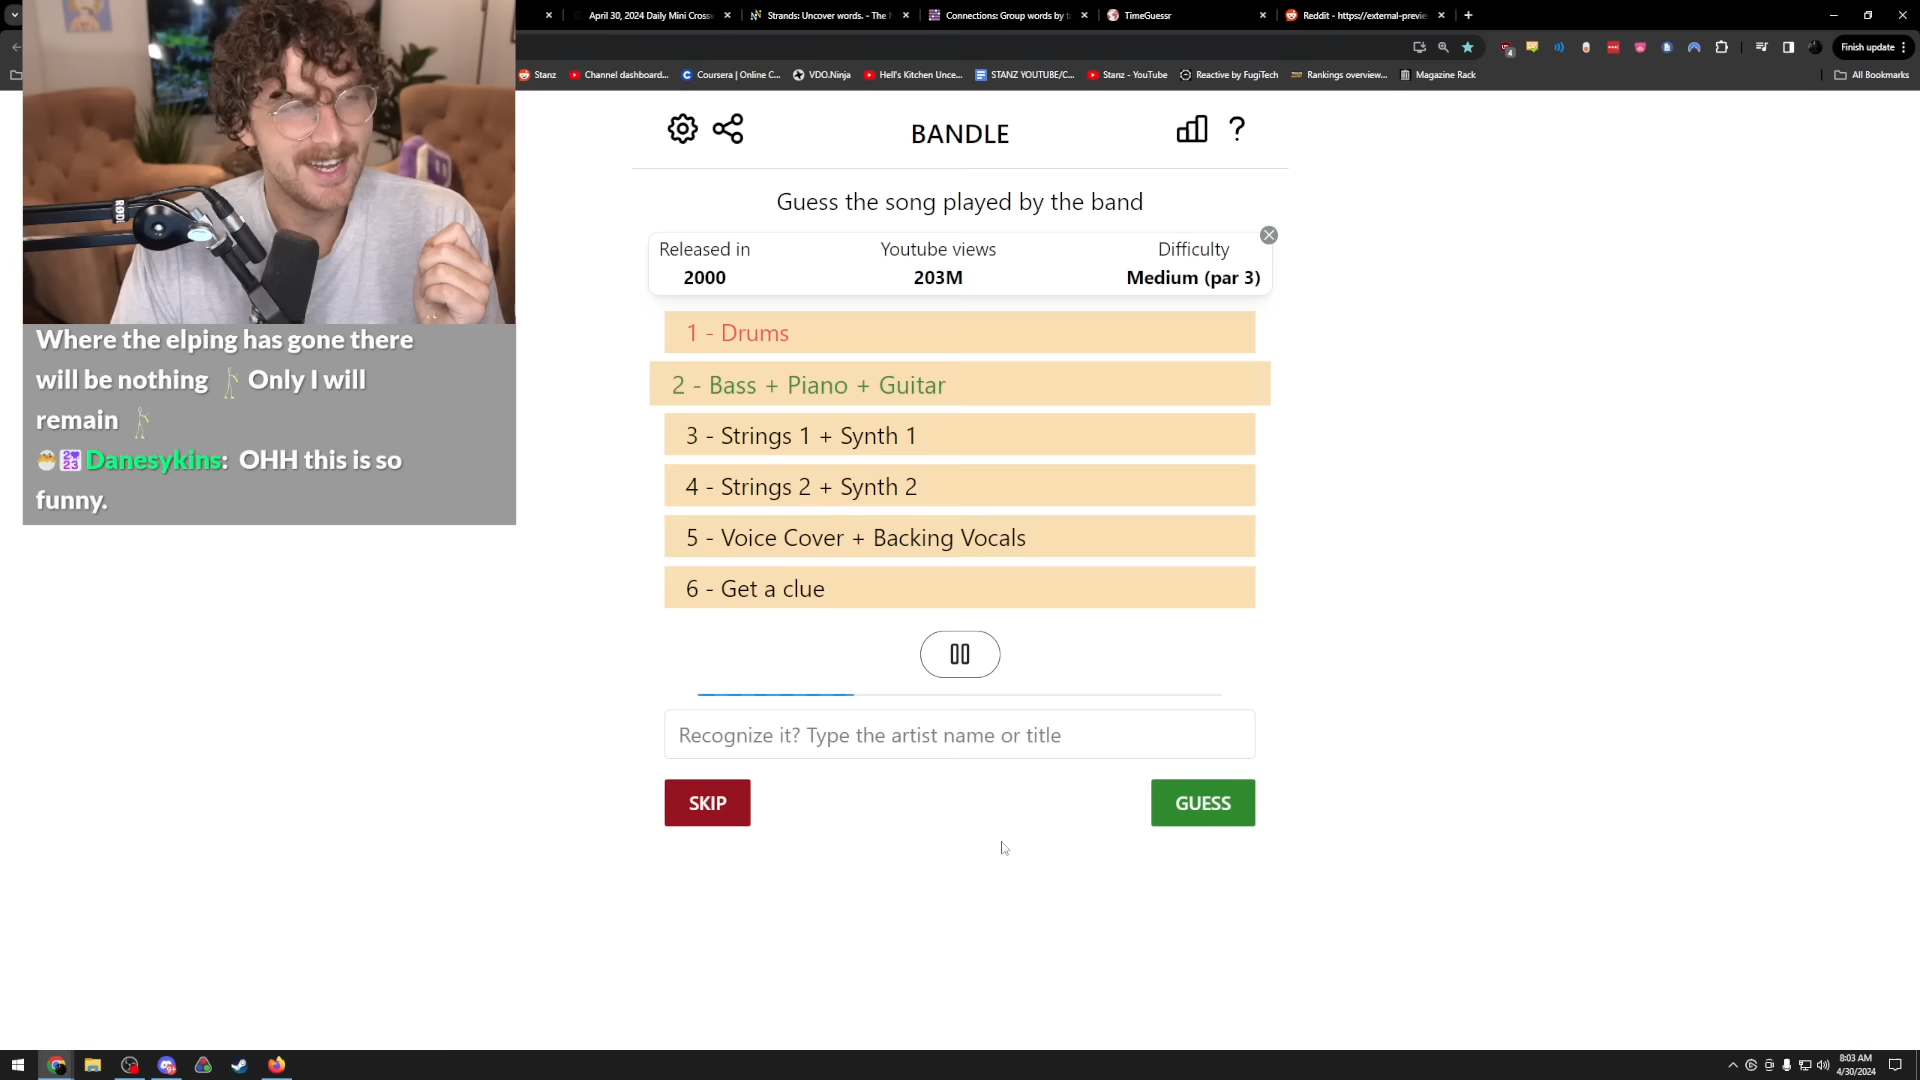 April 30, 2024 Daily Mini Cross
Strands: Uncover words. - The
Connections: Group words by t
TimeGuessr
Reddit - https://external-previe
Finish update
Stanz
Channel dashboard...
Coursera | Online C...
VDO.Ninja
Hell's Kitchen Unce...
STANZ YOUTUBE/C...
Stanz - YouTube
Reactive by FugiTech
Rankings overview...
Magazine Rack
All Bookmarks
RØDE
BANDLE
?
Guess the song played by the band
Released in
2000
Youtube views
203M
Difficulty
Medium (par 3)
1 - Drums
2 - Bass + Piano + Guitar
3 - Strings 1 + Synth 1
4 - Strings 2 + Synth 2
5 - Voice Cover + Backing Vocals
6 - Get a clue
Recognize it? Type the artist name or title
SKIP
GUESS
Where the elping has gone there
will be nothing Only I will
remain
Danesykins: OHH this is so
funny.
8:03 AM
4/30/2024